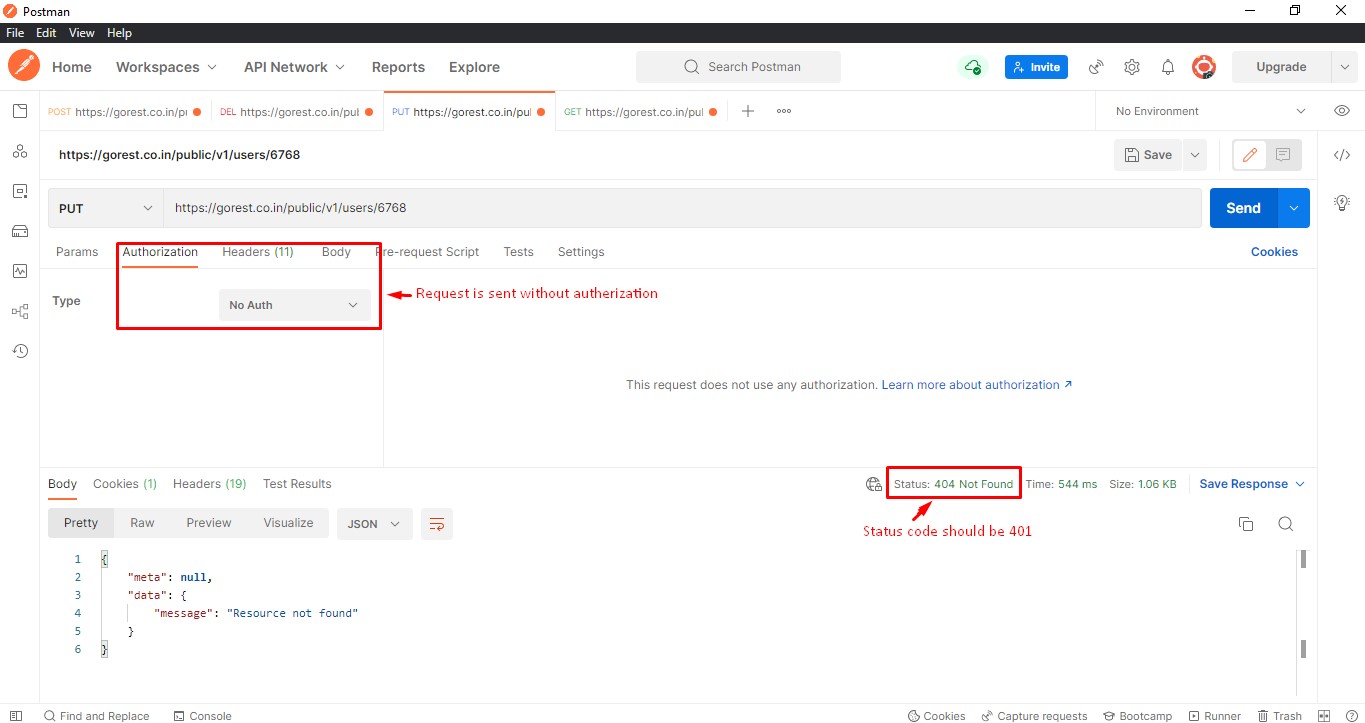 Postman
File Edit View Help
Home Workspaces API Network Reports Explore Search Postman Invite Upgrade
POST https://gorest.co.in/pu DEL https://gorest.co.in/pul PUT https://gorest.co.in/pul GET https://gorest.co.in/pul No Environment
https://gorest.co.in/public/v1/users/6768 Save
PUT https://gorest.co.in/public/v1/users/6768 Send
Params Authorization Headers (11) Body Pre-request Script Tests Settings Cookies
Type No Auth Request is sent without autherization
This request does not use any authorization. Learn more about authorization ↗
Body Cookies (1) Headers (19) Test Results Status: 404 Not Found Time: 544 ms Size: 1.06 KB Save Response
Pretty Raw Preview Visualize JSON Status code should be 401
1 {
2 "meta": null,
3 "data": {
4 "message": "Resource not found"
5 }
6 }
Find and Replace Console Cookies Capture requests Bootcamp Runner Trash